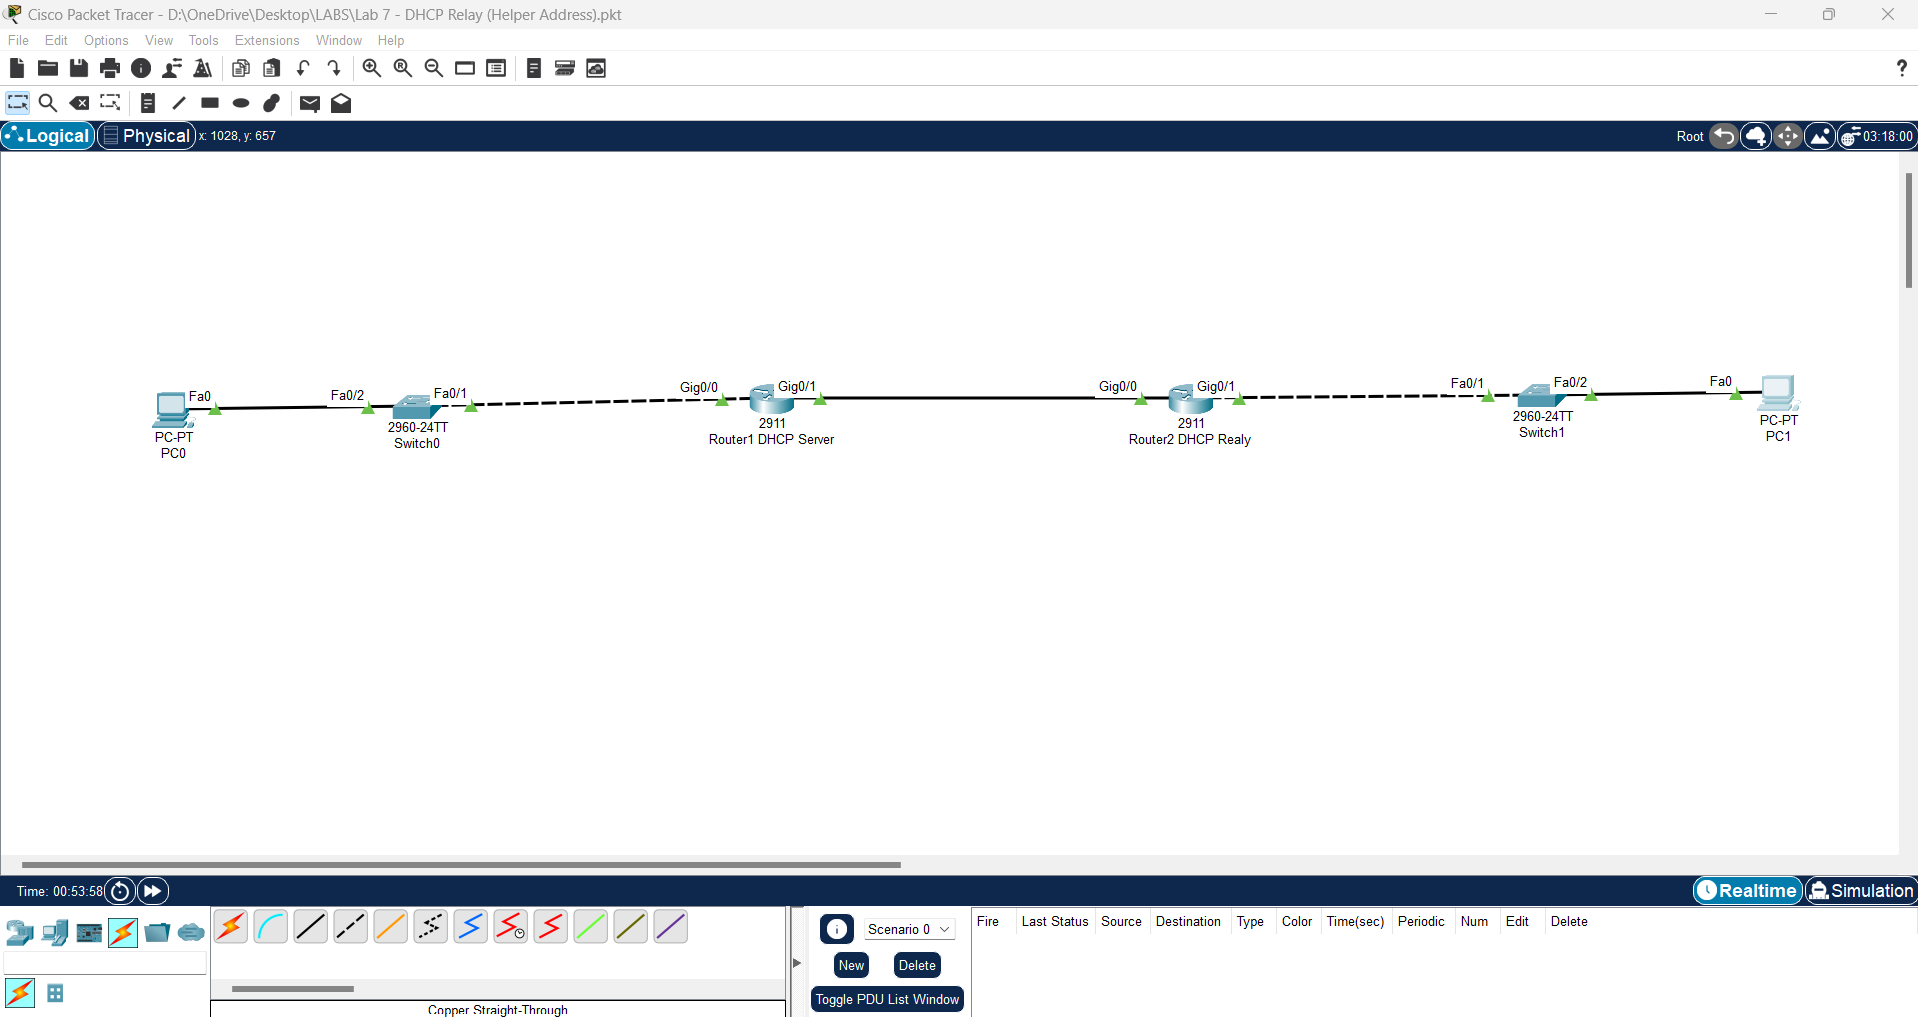 Cisco Packet Tracer - D:\OneDrive\Desktop\LABS\Lab 7 - DHCP Relay (Helper Address).pkt
File Edit Options View Tools Extensions Window Help
?
Logical Physical x: 1028, y: 657 Root 03:18:00
Fa0 Fa0/2 Fa0/1 Gig0/0 Gig0/1 Gig0/0 Gig0/1 Fa0/1 Fa0/2 Fa0
PC-PT 2960-24TT 2911 2911 2960-24TT PC-PT
PC0 Switch0 Router1 DHCP Server Router2 DHCP Realy Switch1 PC1
Time: 00:53:58 Realtime Simulation
Scenario 0
New Delete
Toggle PDU List Window
Fire Last Status Source Destination Type Color Time(sec) Periodic Num Edit Delete
Copper Straight-Through